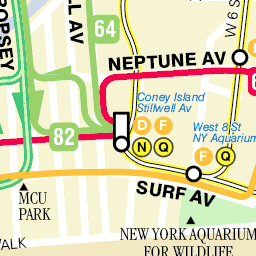 ROPSEY
LL AV
64
W 6 S
NEPTUNE AV
6
Coney Island
Stillwell Av
D F
N Q
82
West 8 St
NY Aquarium
F Q
SURF AV
MCU
PARK
NEW YORK AQUARIUM
FOR WILDLIFE
WALK